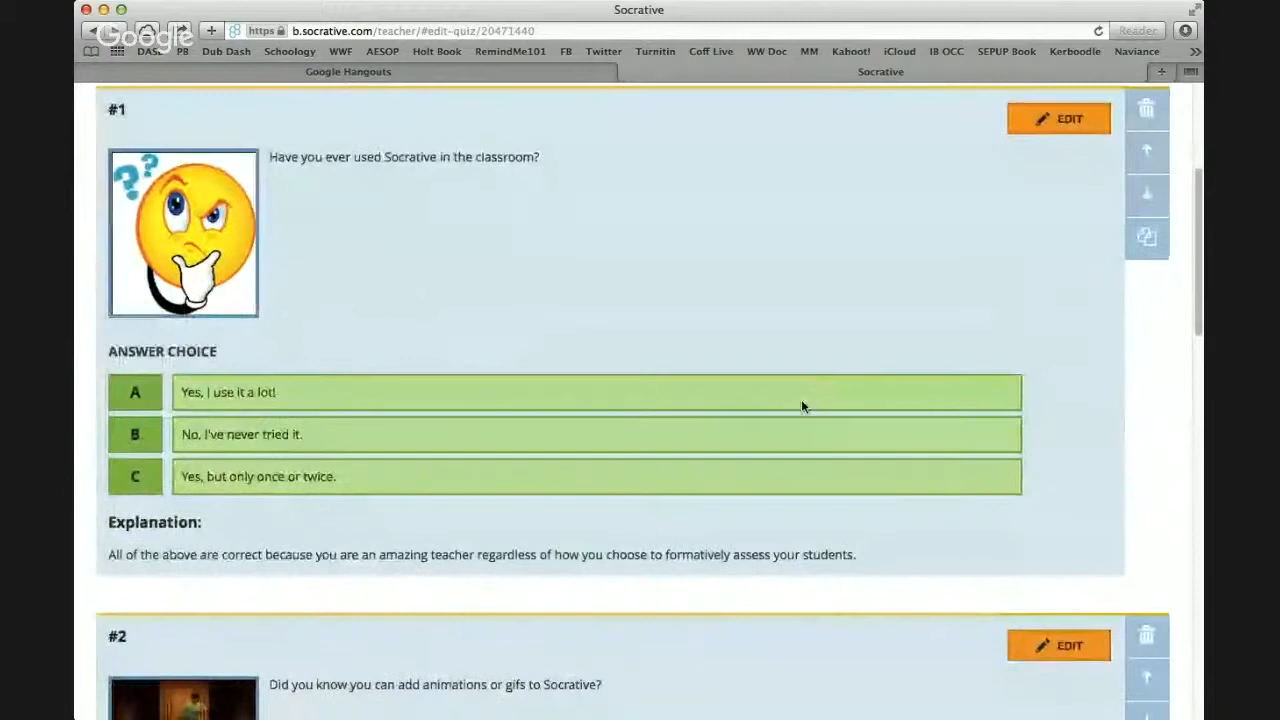 Socrative
Google
https b.socrative.com/teacher/#edit-quiz/20471440 Reader
DASL PB Dub Dash Schoology WWF AESOP Holt Book RemindMe101 FB Twitter Turnitin Coff Live WW Doc MM Kahoot! iCloud IB OCC SEPUP Book Kerboodle Naviance
Google Hangouts Socrative
#1
EDIT
??
Have you ever used Socrative in the classroom?
ANSWER CHOICE
A Yes, I use it a lot!
B No, I've never tried it.
C Yes, but only once or twice.
Explanation:
All of the above are correct because you are an amazing teacher regardless of how you choose to formatively assess your students.
#2
EDIT
Did you know you can add animations or gifs to Socrative?